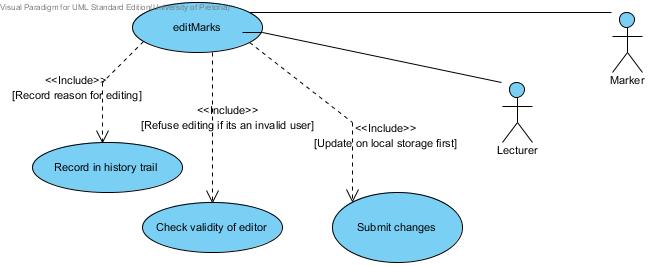 Visual Paradigm for UML Standard Edition(University of Pretoria)
editMarks
Marker
<<Include>>
[Record reason for editing]
<<Include>>
[Refuse editing if its an invalid user]
<<Include>>
[Update on local storage first]
Lecturer
Record in history trail
Check validity of editor
Submit changes